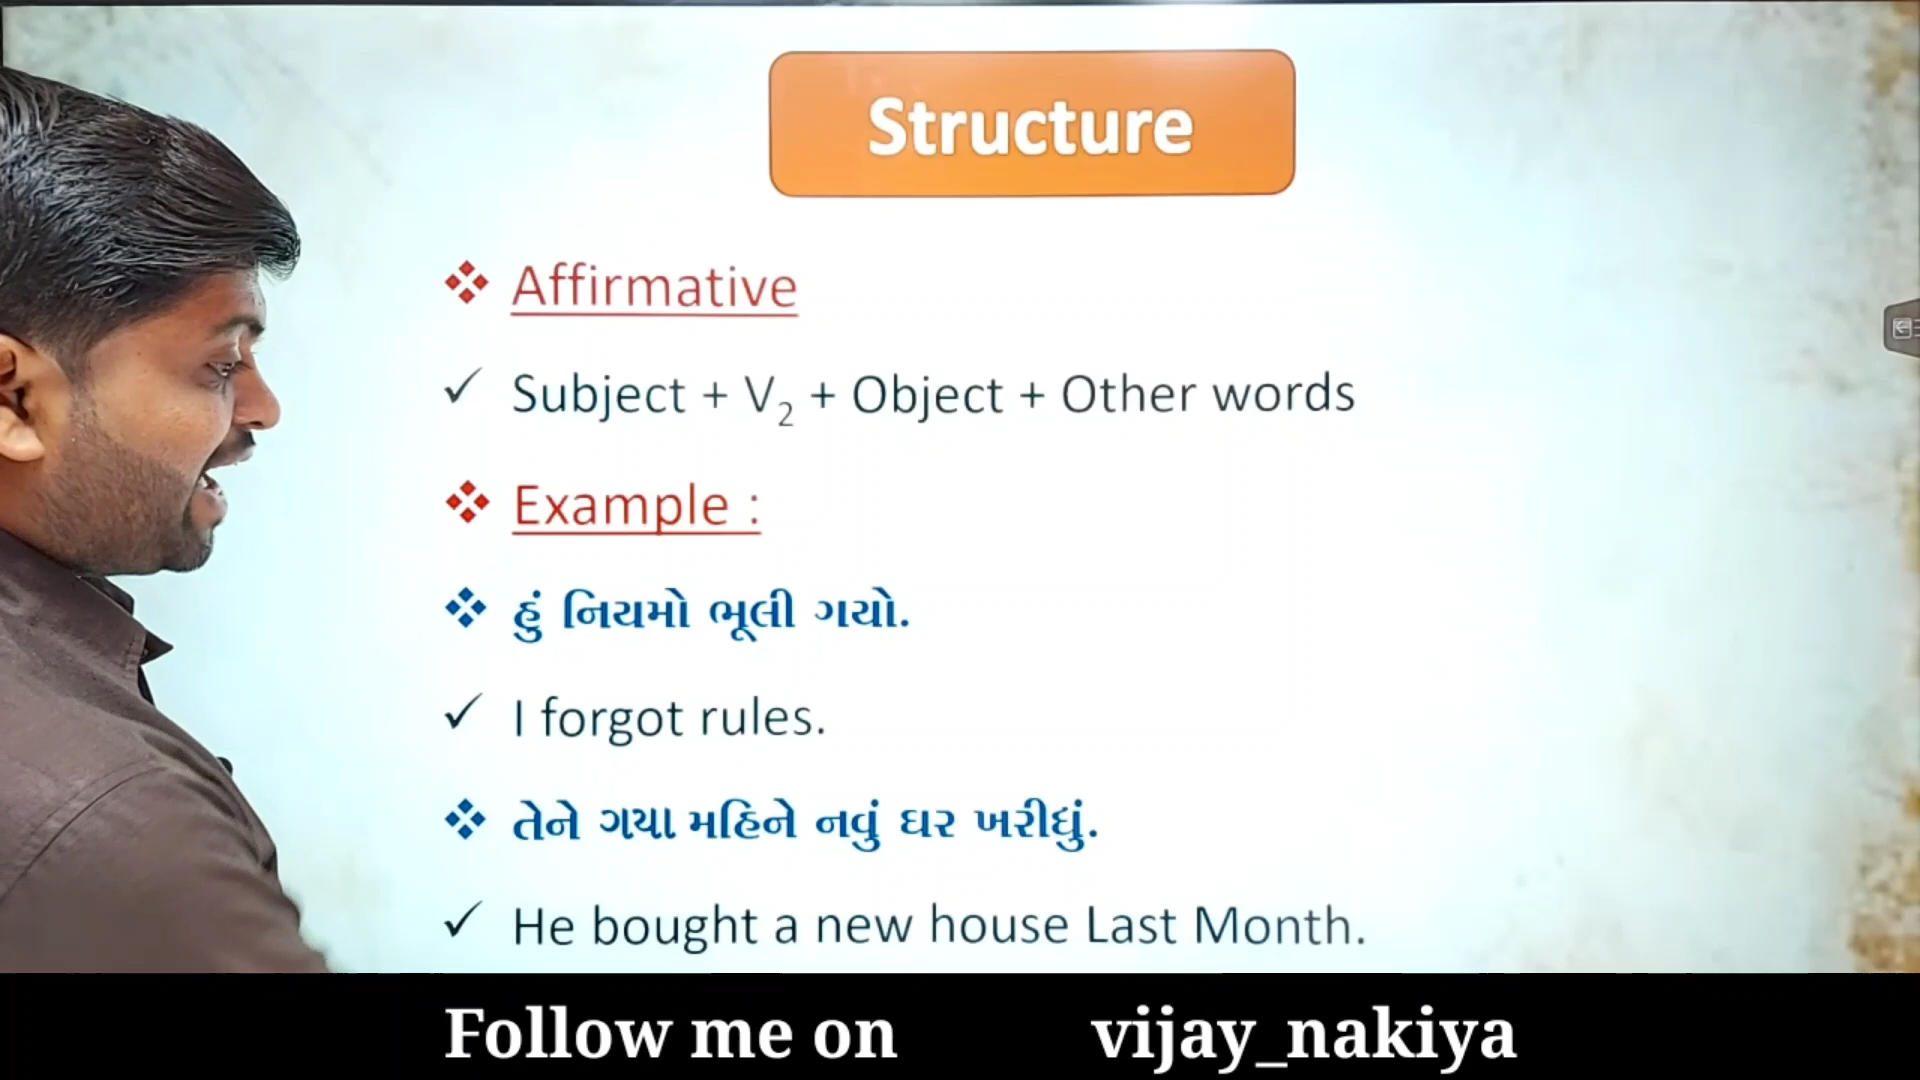 Structure
❖ Affirmative
✓ Subject + V₂ + Object + Other words
❖ Example :
❖ હું નિયમો ભૂલી ગયો.
✓ I forgot rules.
❖ તેને ગયા મહિને નવું ઘર ખરીધું.
✓ He bought a new house Last Month.
Follow me on vijay_nakiya